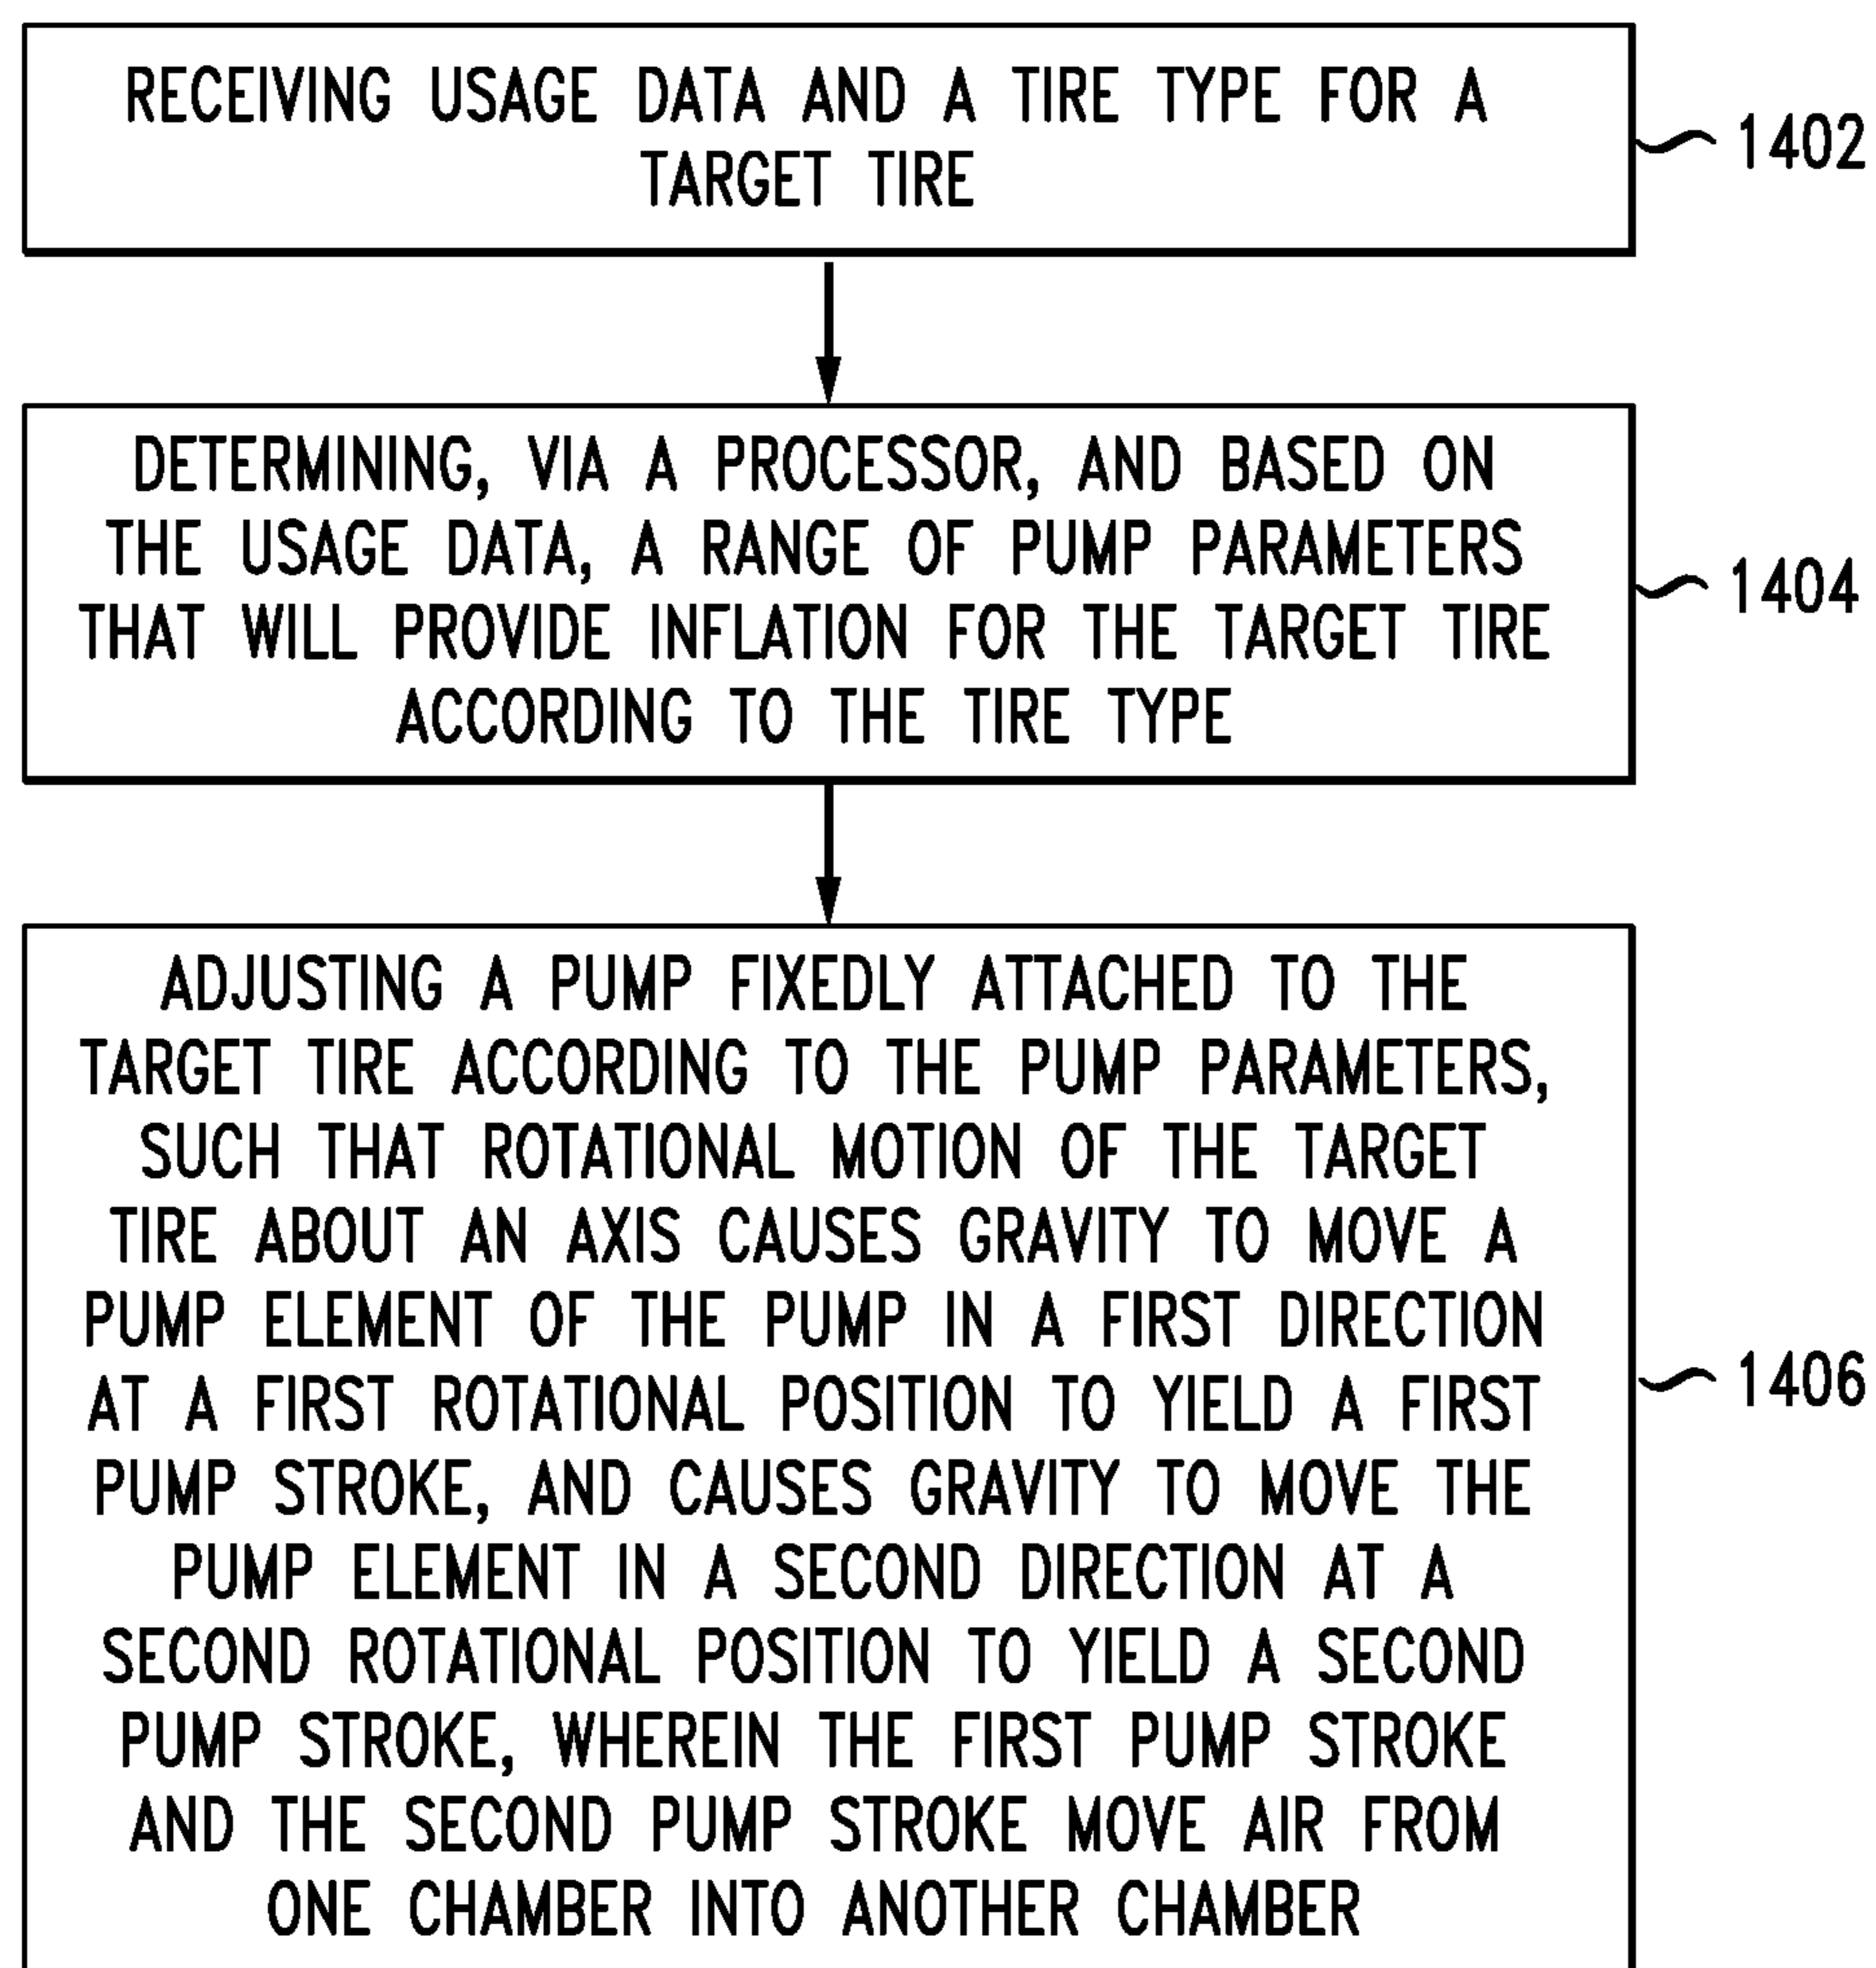 RECEIVING USAGE DATA AND A TIRE TYPE FOR A
TARGET TIRE
1402
DETERMINING, VIA A PROCESSOR, AND BASED ON
THE USAGE DATA, A RANGE OF PUMP PARAMETERS
THAT WILL PROVIDE INFLATION FOR THE TARGET TIRE
ACCORDING TO THE TIRE TYPE
1404
ADJUSTING A PUMP FIXEDLY ATTACHED TO THE
TARGET TIRE ACCORDING TO THE PUMP PARAMETERS,
SUCH THAT ROTATIONAL MOTION OF THE TARGET
TIRE ABOUT AN AXIS CAUSES GRAVITY TO MOVE A
PUMP ELEMENT OF THE PUMP IN A FIRST DIRECTION
AT A FIRST ROTATIONAL POSITION TO YIELD A FIRST
PUMP STROKE, AND CAUSES GRAVITY TO MOVE THE
PUMP ELEMENT IN A SECOND DIRECTION AT A
SECOND ROTATIONAL POSITION TO YIELD A SECOND
PUMP STROKE, WHEREIN THE FIRST PUMP STROKE
AND THE SECOND PUMP STROKE MOVE AIR FROM
ONE CHAMBER INTO ANOTHER CHAMBER
1406